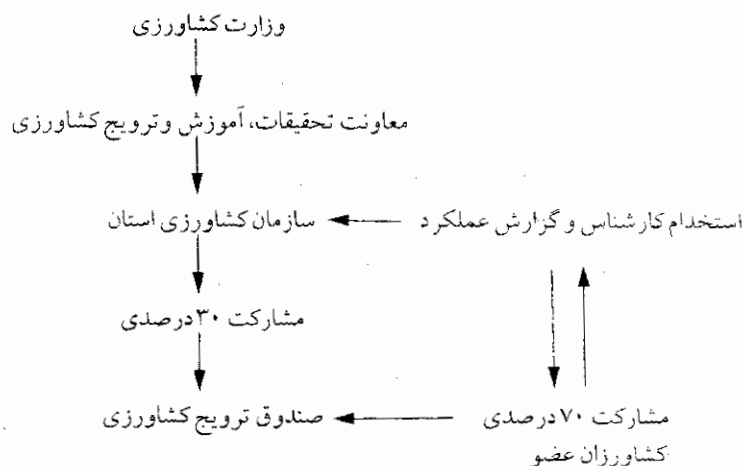 وزارت کشاورزی
معاونت تحقیقات، آموزش و ترویج کشاورزی
استخدام کارشناس و گزارش عملکرد
سازمان کشاورزی استان
مشارکت ۳۰ درصدی
مشارکت ۷۰ درصدی
کشاورزان عضو
صندوق ترویج کشاورزی